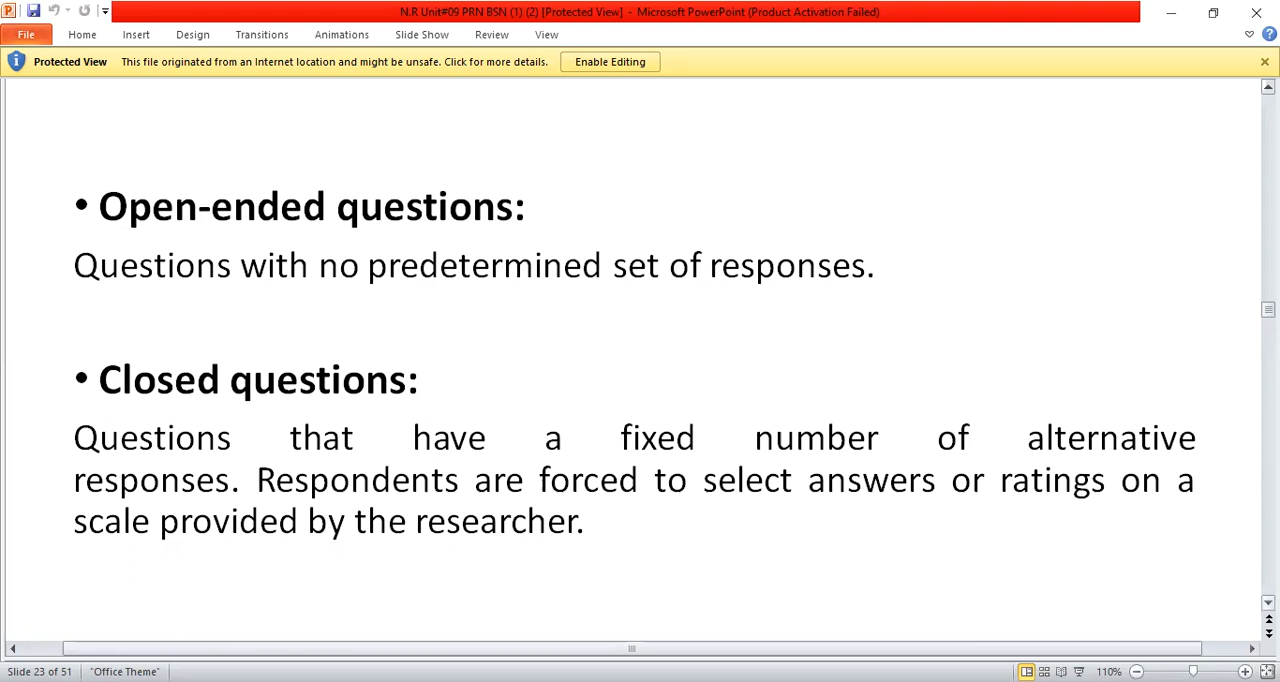 N.R Unit#09 PRN BSN (1) (2) [Protected View] - Microsoft PowerPoint (Product Activation Failed)
File Home Insert Design Transitions Animations Slide Show Review View
Protected View This file originated from an Internet location and might be unsafe. Click for more details. Enable Editing
• Open-ended questions:
Questions with no predetermined set of responses.
• Closed questions:
Questions that have a fixed number of alternative
responses. Respondents are forced to select answers or ratings on a
scale provided by the researcher.
Slide 23 of 51 "Office Theme" 110%